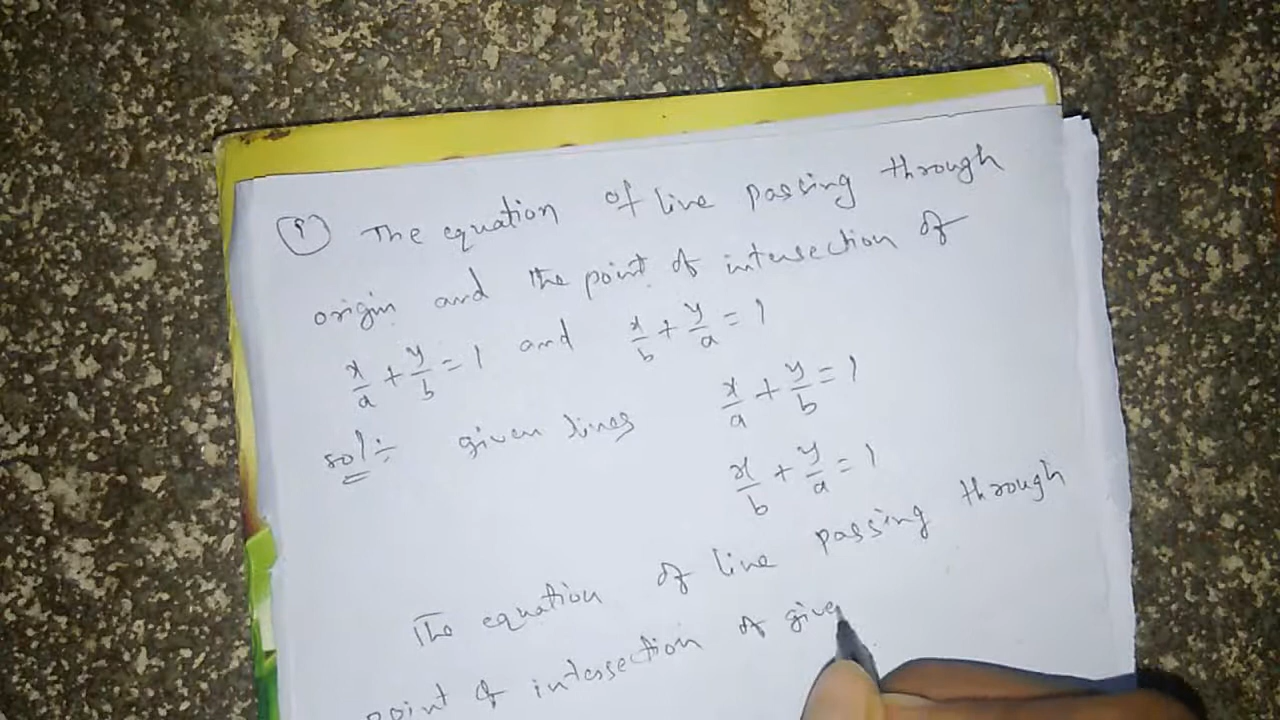 ① The equation of line passing through
origin and the point of intersection of
x/a + y/b = 1 and x/b + y/a = 1
sol:- given lines x/a + y/b = 1
x/b + y/a = 1
The equation of line passing through
point of intersection of give